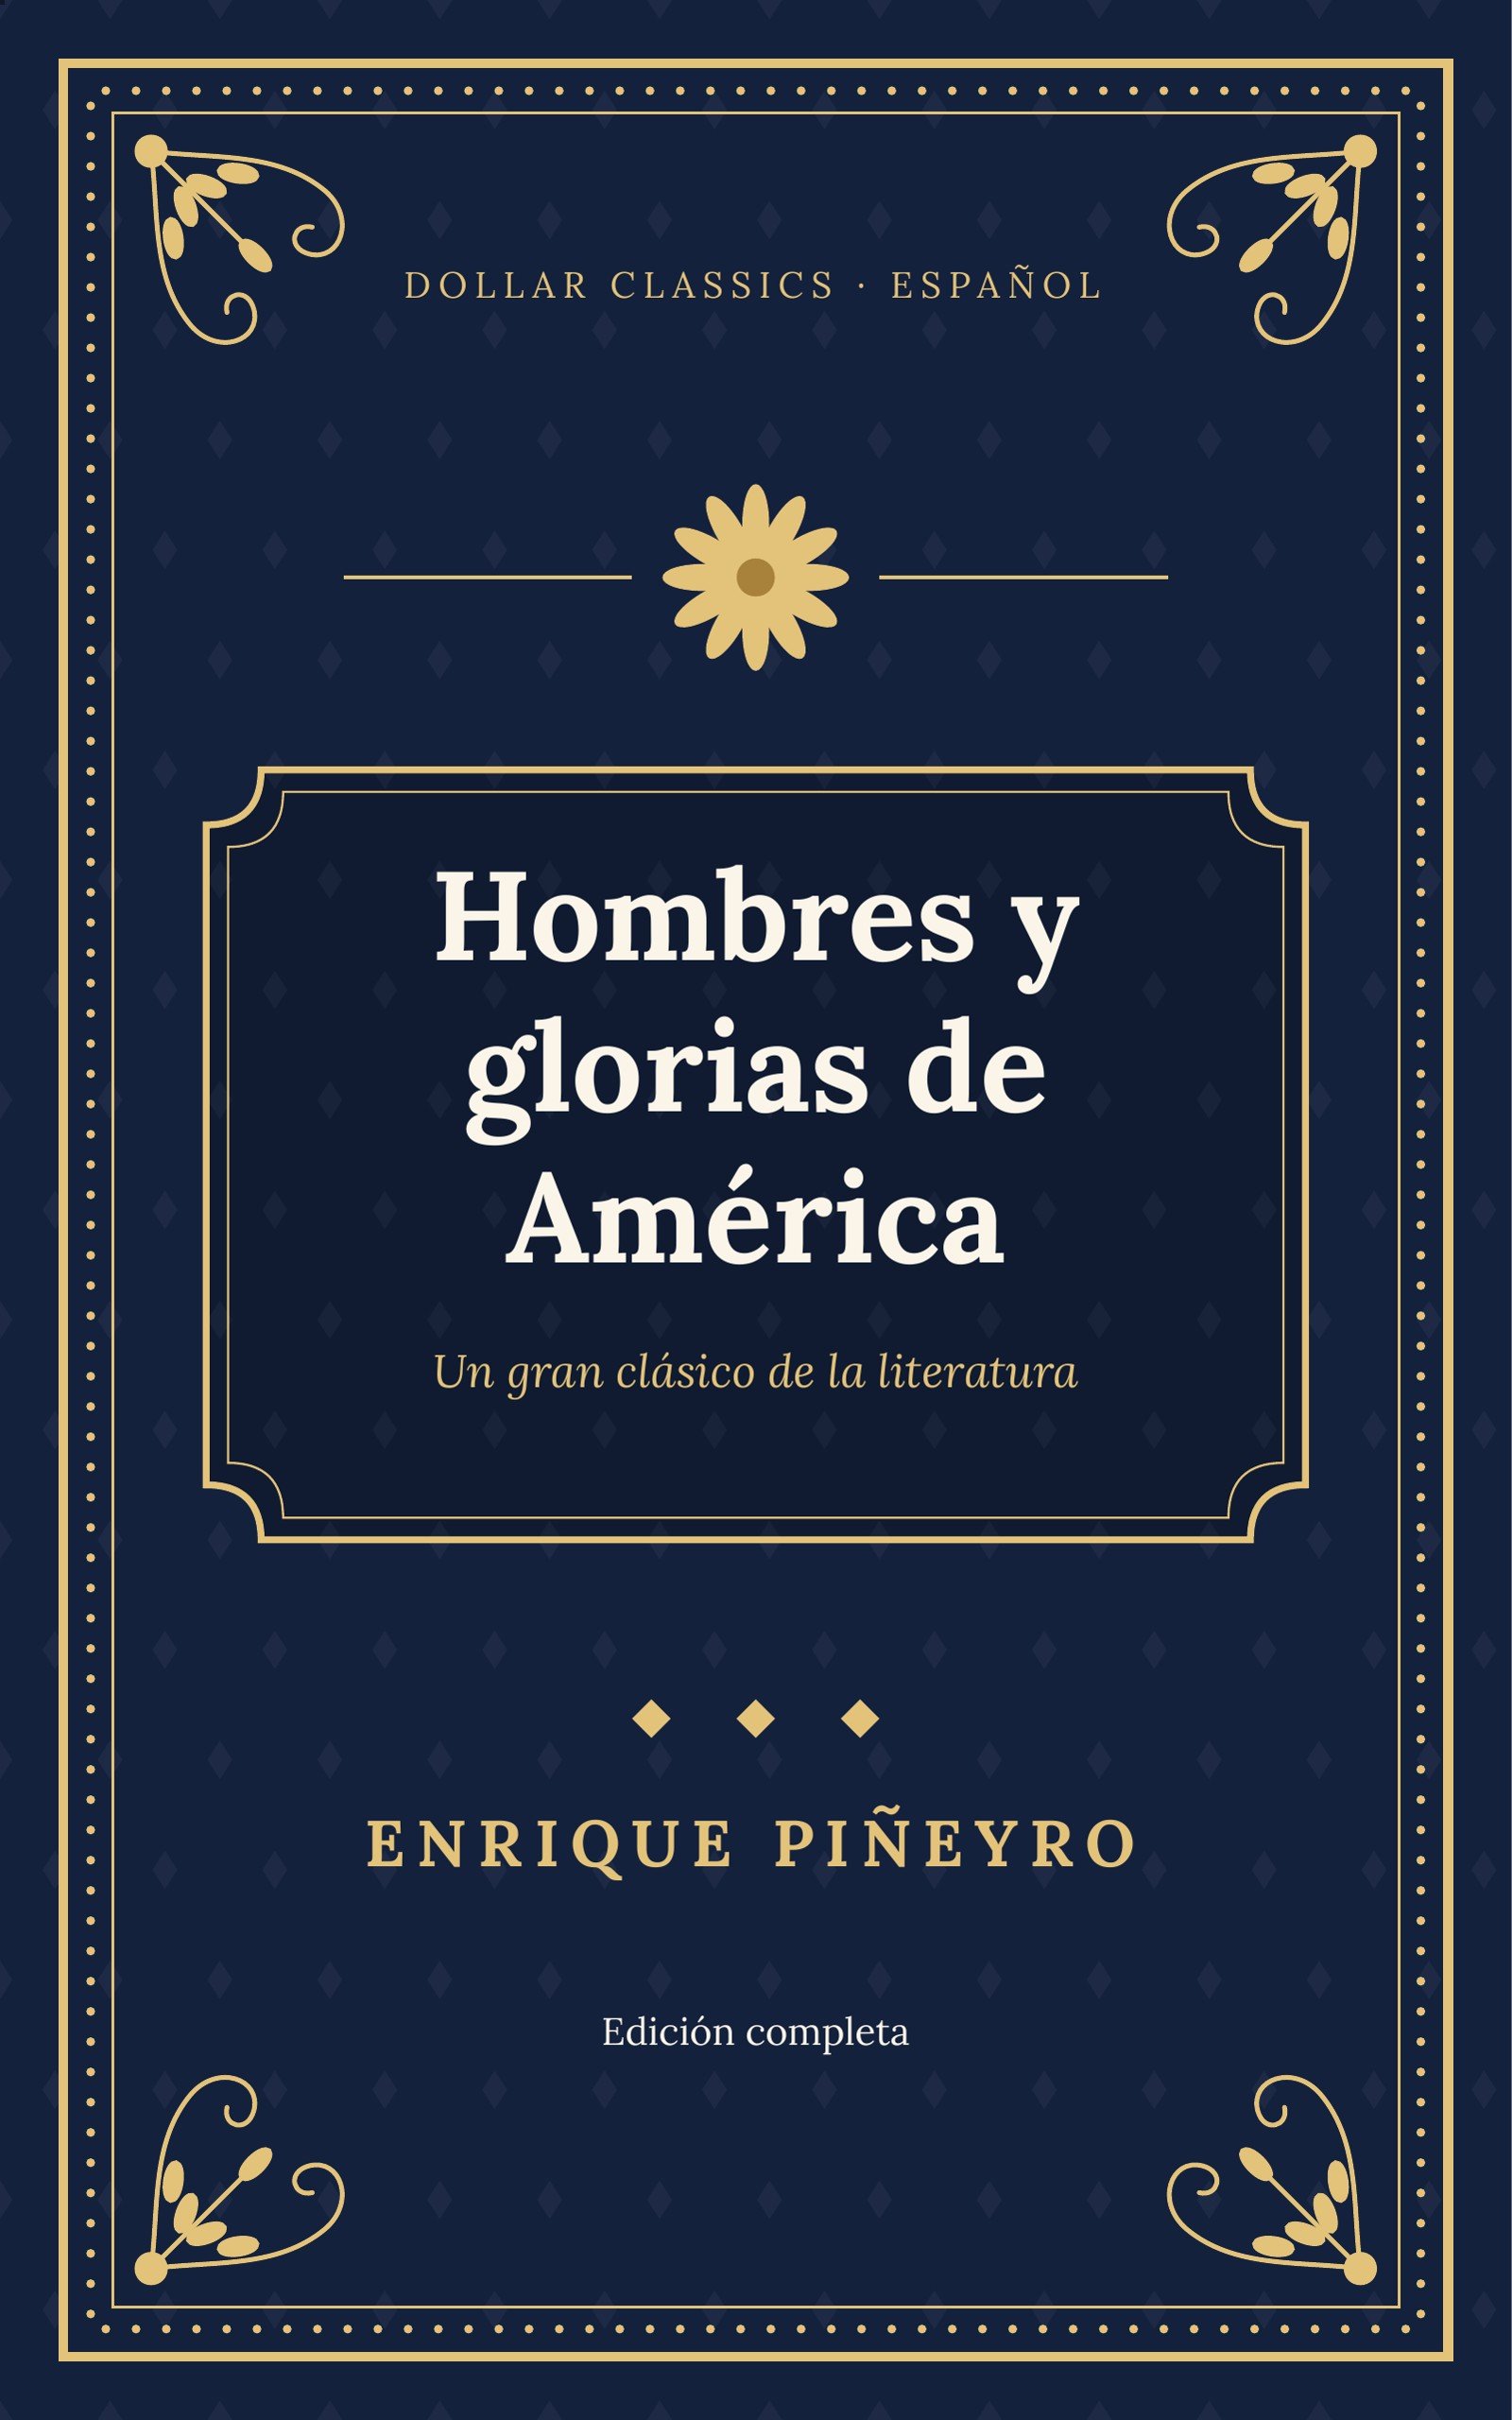 DOLLAR CLASSICS · ESPAÑOL
Hombres y
glorias de
América
Un gran clásico de la literatura
ENRIQUE PIÑEYRO
Edición completa